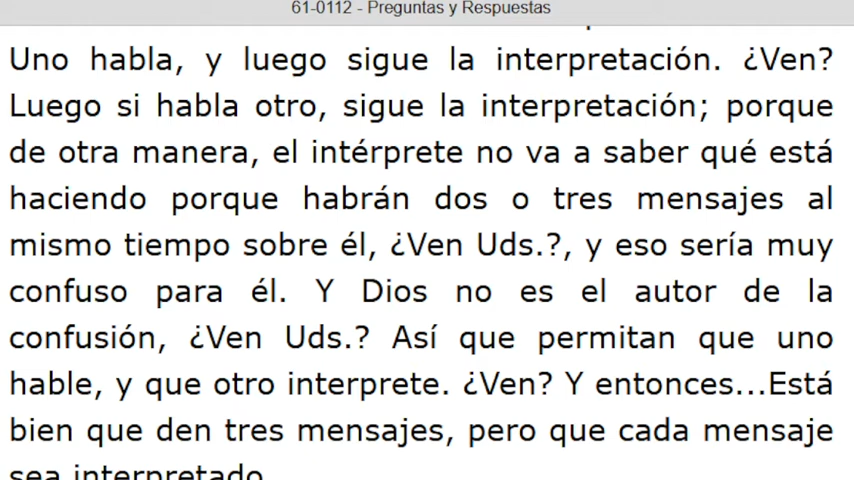 61-0112 - Preguntas y Respuestas
Uno habla, y luego sigue la interpretación. ¿Ven?
Luego si habla otro, sigue la interpretación; porque
de otra manera, el intérprete no va a saber qué está
haciendo porque habrán dos o tres mensajes al
mismo tiempo sobre él, ¿Ven Uds.?, y eso sería muy
confuso para él. Y Dios no es el autor de la
confusión, ¿Ven Uds.? Así que permitan que uno
hable, y que otro interprete. ¿Ven? Y entonces...Está
bien que den tres mensajes, pero que cada mensaje
sea interpretado